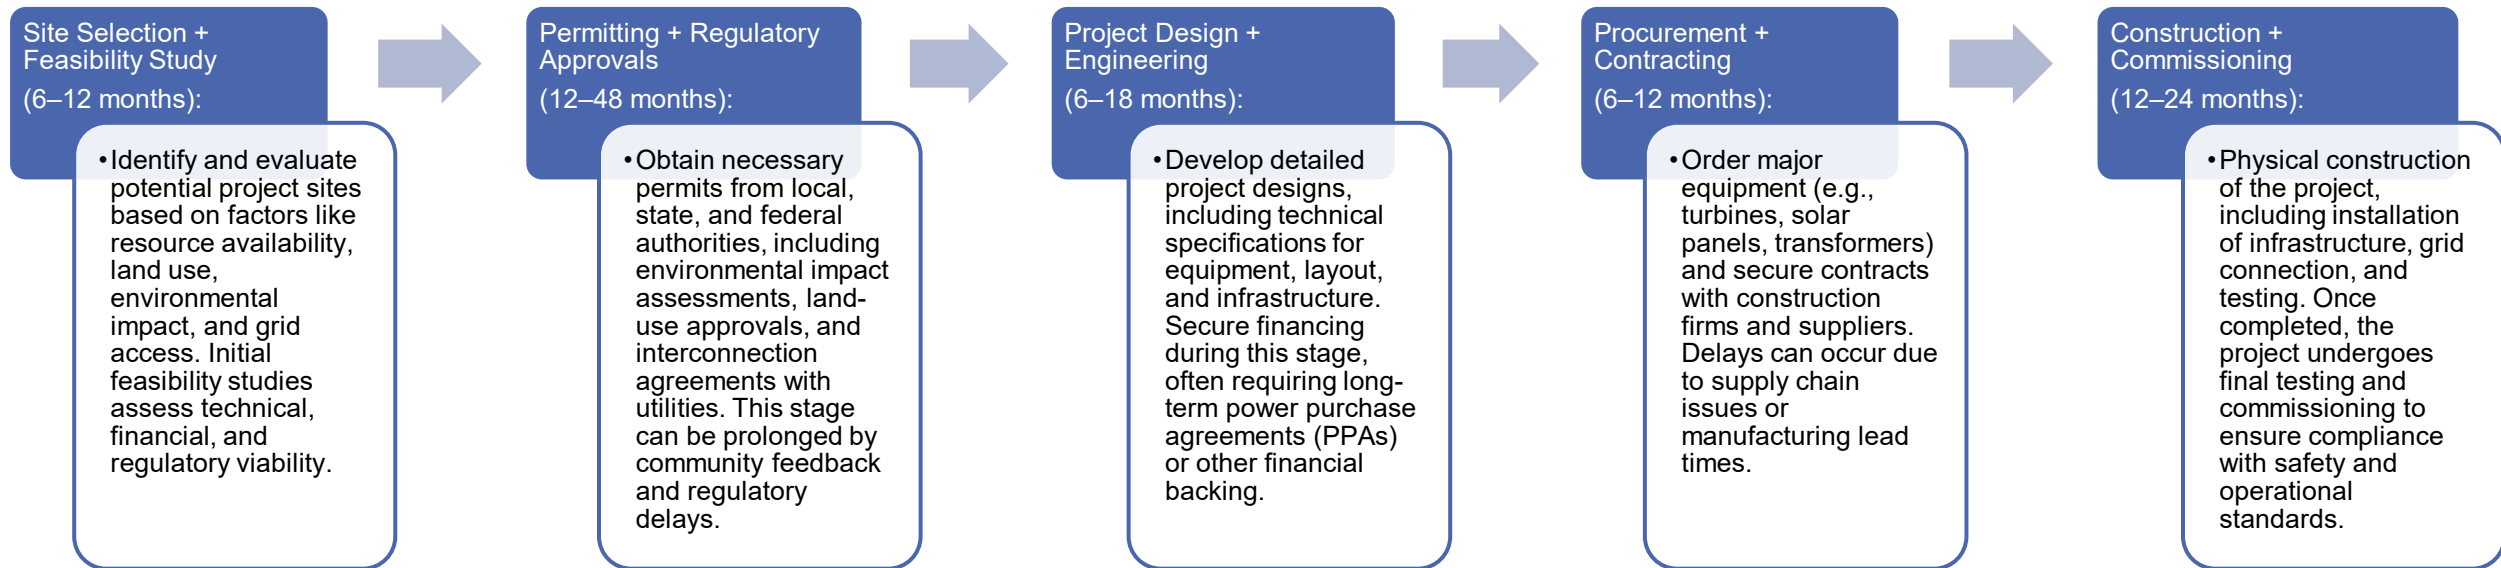 Site Selection +
Feasibility Study
(6–12 months):
•Identify and evaluate
potential project sites
based on factors like
resource availability,
land use,
environmental
impact, and grid
access. Initial
feasibility studies
assess technical,
financial, and
regulatory viability.
Permitting + Regulatory
Approvals
(12–48 months):
•Obtain necessary
permits from local,
state, and federal
authorities, including
environmental impact
assessments, land-
use approvals, and
interconnection
agreements with
utilities. This stage
can be prolonged by
community feedback
and regulatory
delays.
Project Design +
Engineering
(6–18 months):
•Develop detailed
project designs,
including technical
specifications for
equipment, layout,
and infrastructure.
Secure financing
during this stage,
often requiring long-
term power purchase
agreements (PPAs)
or other financial
backing.
Procurement +
Contracting
(6–12 months):
•Order major
equipment (e.g.,
turbines, solar
panels, transformers)
and secure contracts
with construction
firms and suppliers.
Delays can occur due
to supply chain
issues or
manufacturing lead
times.
Construction +
Commissioning
(12–24 months):
•Physical construction
of the project,
including installation
of infrastructure, grid
connection, and
testing. Once
completed, the
project undergoes
final testing and
commissioning to
ensure compliance
with safety and
operational
standards.